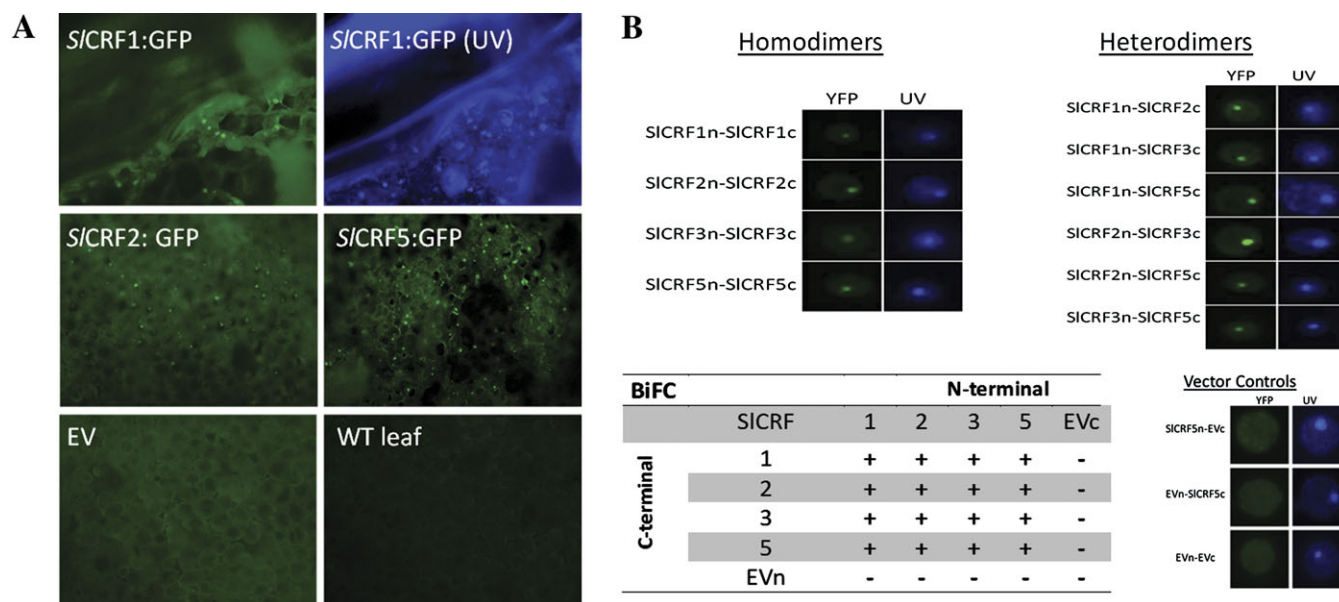 A
SlCRF1:GFP
SlCRF1:GFP (UV)
SlCRF2: GFP
SlCRF5:GFP
EV
WT leaf
B
Homodimers
YFP UV
SlCRF1n-SlCRF1c
SlCRF2n-SlCRF2c
SlCRF3n-SlCRF3c
SlCRF5n-SlCRF5c
Heterodimers
YFP UV
SlCRF1n-SlCRF2c
SlCRF1n-SlCRF3c
SlCRF1n-SlCRF5c
SlCRF2n-SlCRF3c
SlCRF2n-SlCRF5c
SlCRF3n-SlCRF5c
BiFC N-terminal
SlCRF 1 2 3 5 EVc
C-terminal
1 + + + + -
2 + + + + -
3 + + + + -
5 + + + + -
EVn - - - - -
Vector Controls
YFP UV
SlCRF5n-EVc
EVn-SlCRF5c
EVn-EVc